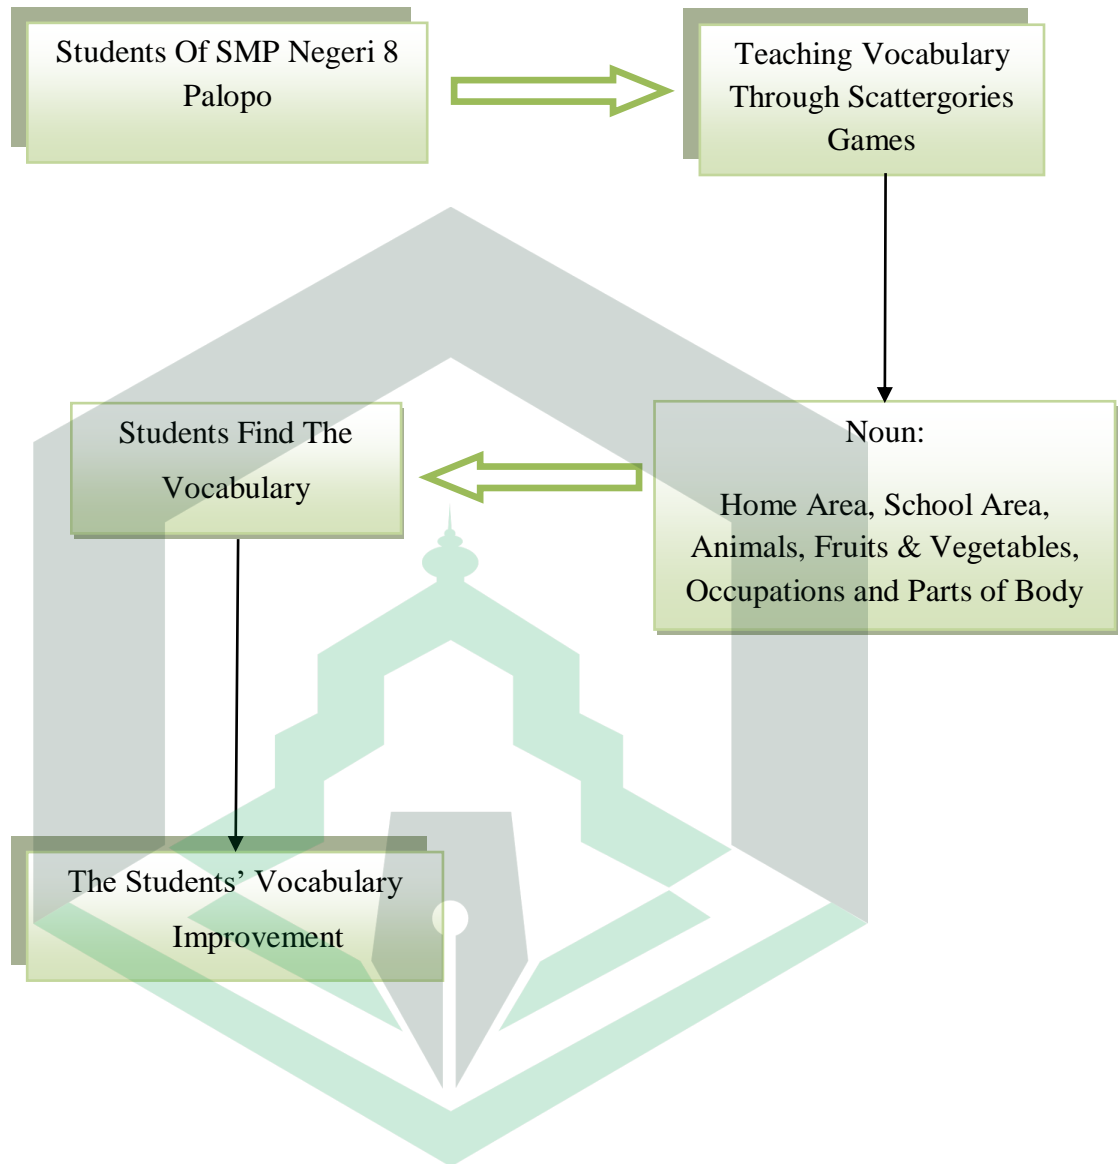 Students Of SMP Negeri 8
Palopo
Teaching Vocabulary
Through Scattergories
Games
Noun:
Home Area, School Area,
Animals, Fruits & Vegetables,
Occupations and Parts of Body
Students Find The
Vocabulary
The Students’ Vocabulary
Improvement